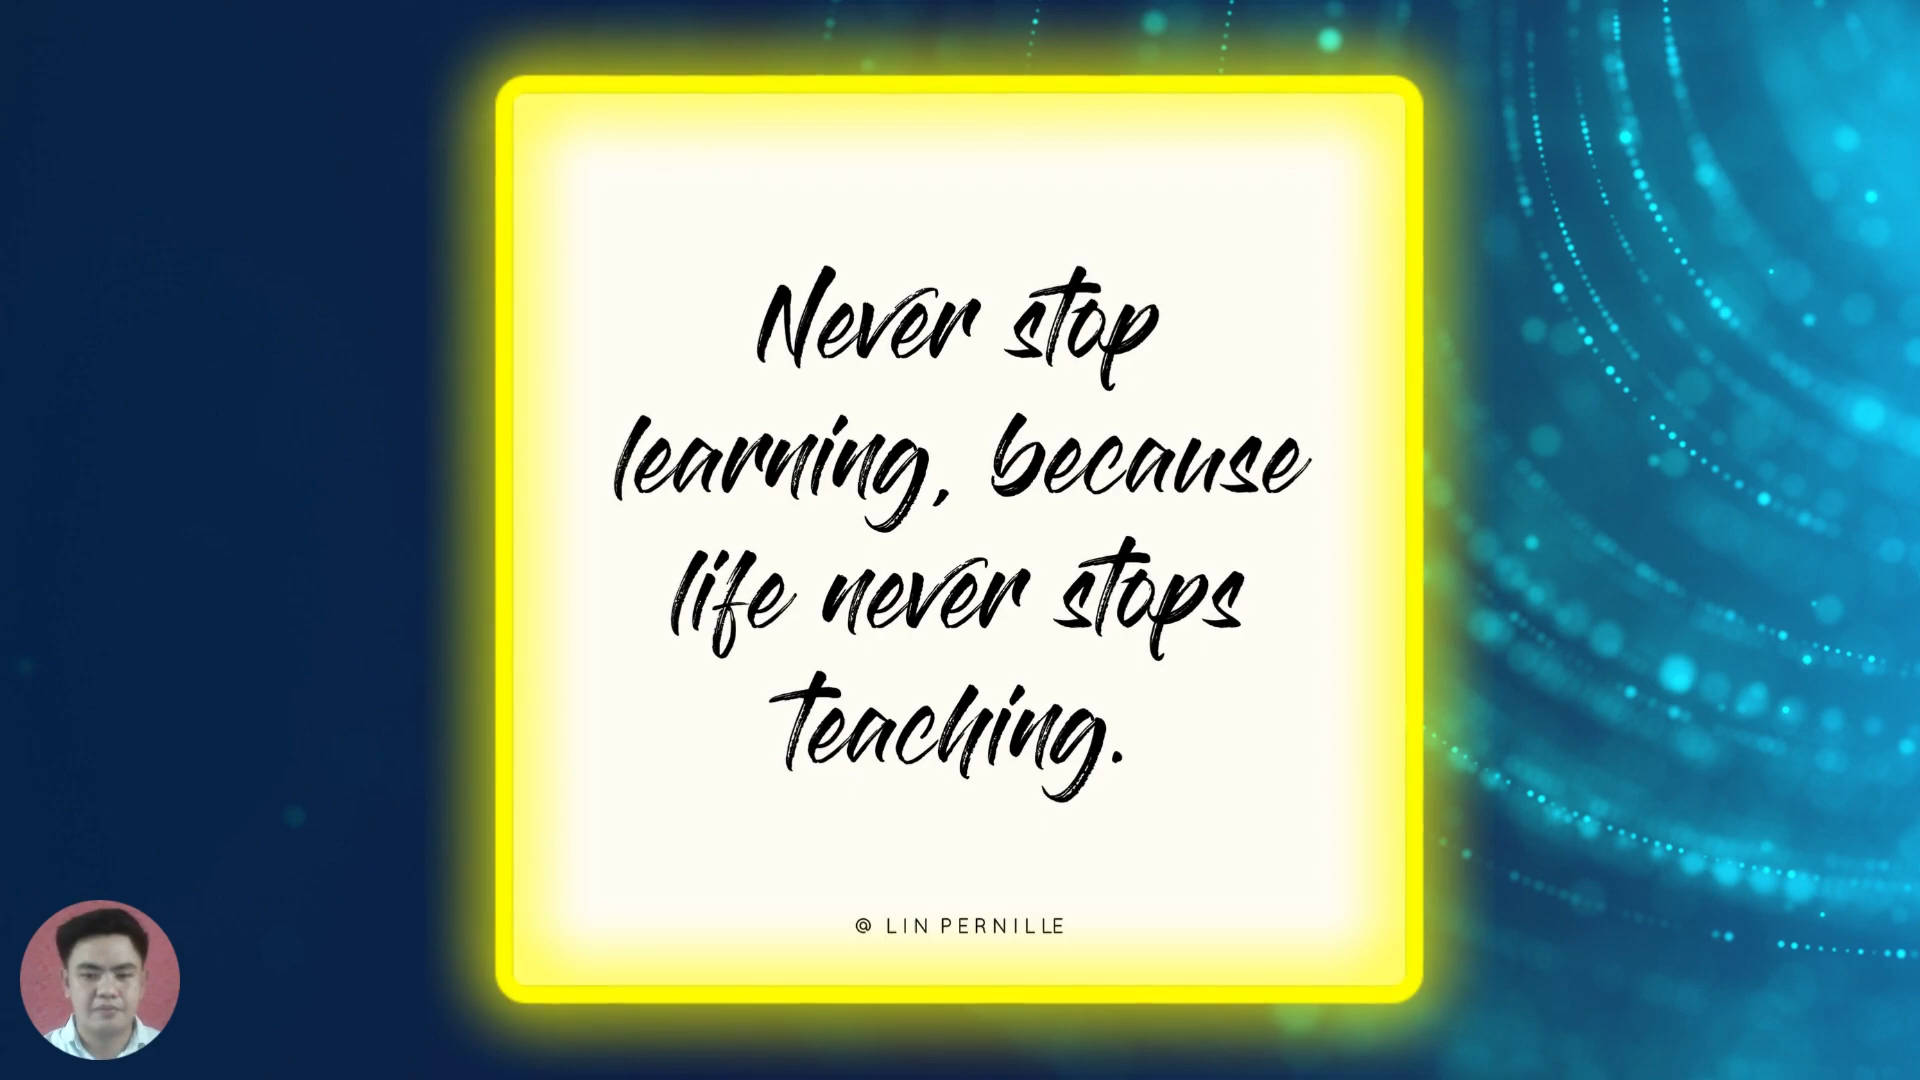 Never stop
learning, because
life never stops
teaching.
@ LIN PERNILLE